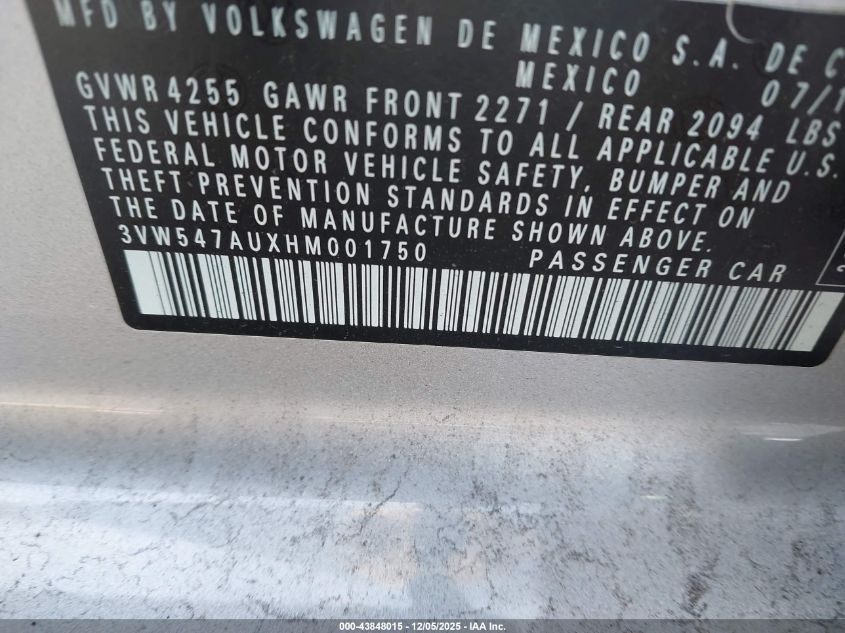 MFD BY VOLKSWAGEN DE MEXICO S.A. DE C
MEXICO 07/1
GVWR 4255 GAWR FRONT 2271 / REAR 2094 LBS
THIS VEHICLE CONFORMS TO ALL APPLICABLE U.S.
FEDERAL MOTOR VEHICLE SAFETY, BUMPER AND
THEFT PREVENTION STANDARDS IN EFFECT ON
THE DATE OF MANUFACTURE SHOWN ABOVE.
3VW547AUXHM001750 PASSENGER CAR
000-43848015 - 12/05/2025 - IAA Inc.